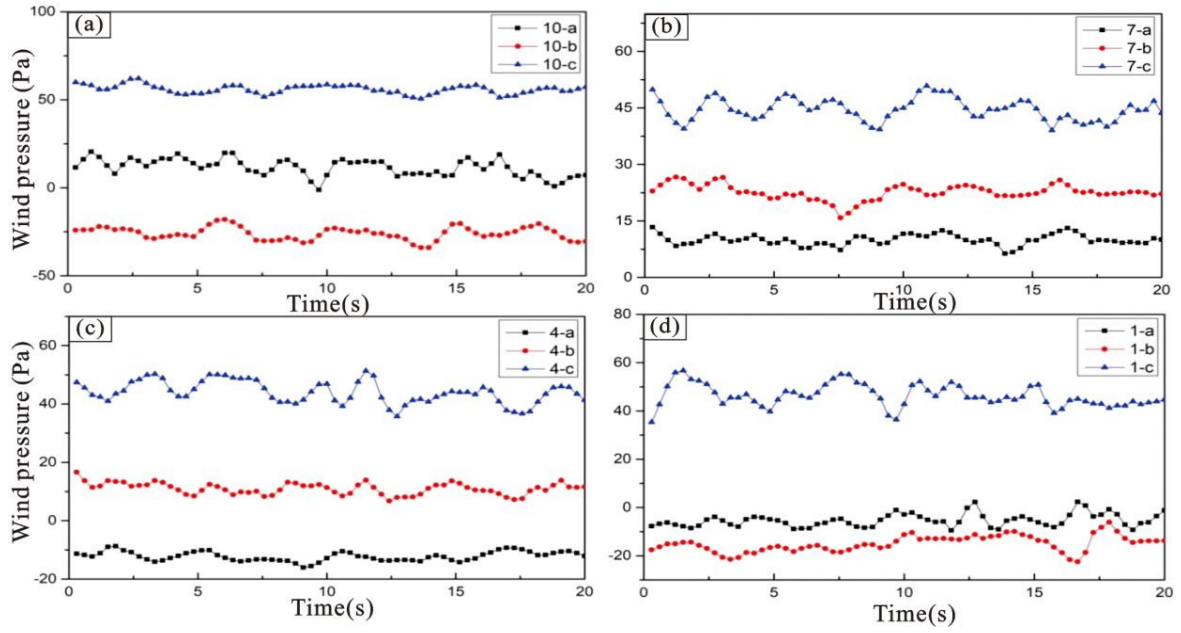 (a)
10-a
10-b
10-c
Wind pressure (Pa)
100
50
0
-50
0 5 10 15 20
Time(s)
(b)
7-a
7-b
7-c
60
45
30
15
0
0 5 10 15 20
Time(s)
(c)
4-a
4-b
4-c
Wind pressure (Pa)
60
40
20
0
-20
0 5 10 15 20
Time(s)
(d)
1-a
1-b
1-c
80
60
40
20
0
-20
0 5 10 15 20
Time(s)